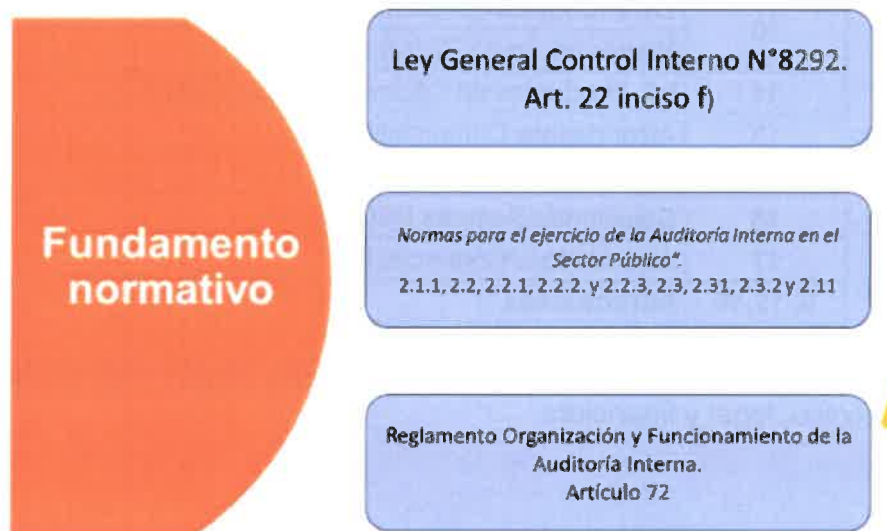 Fundamento
normativo
Ley General Control Interno N°8292.
Art. 22 inciso f)
Normas para el ejercicio de la Auditoría Interna en el
Sector Público".
2.1.1, 2.2, 2.2.1, 2.2.2. y 2.2.3, 2.3, 2.31, 2.3.2 y 2.11
Reglamento Organización y Funcionamiento de la
Auditoría Interna.
Artículo 72